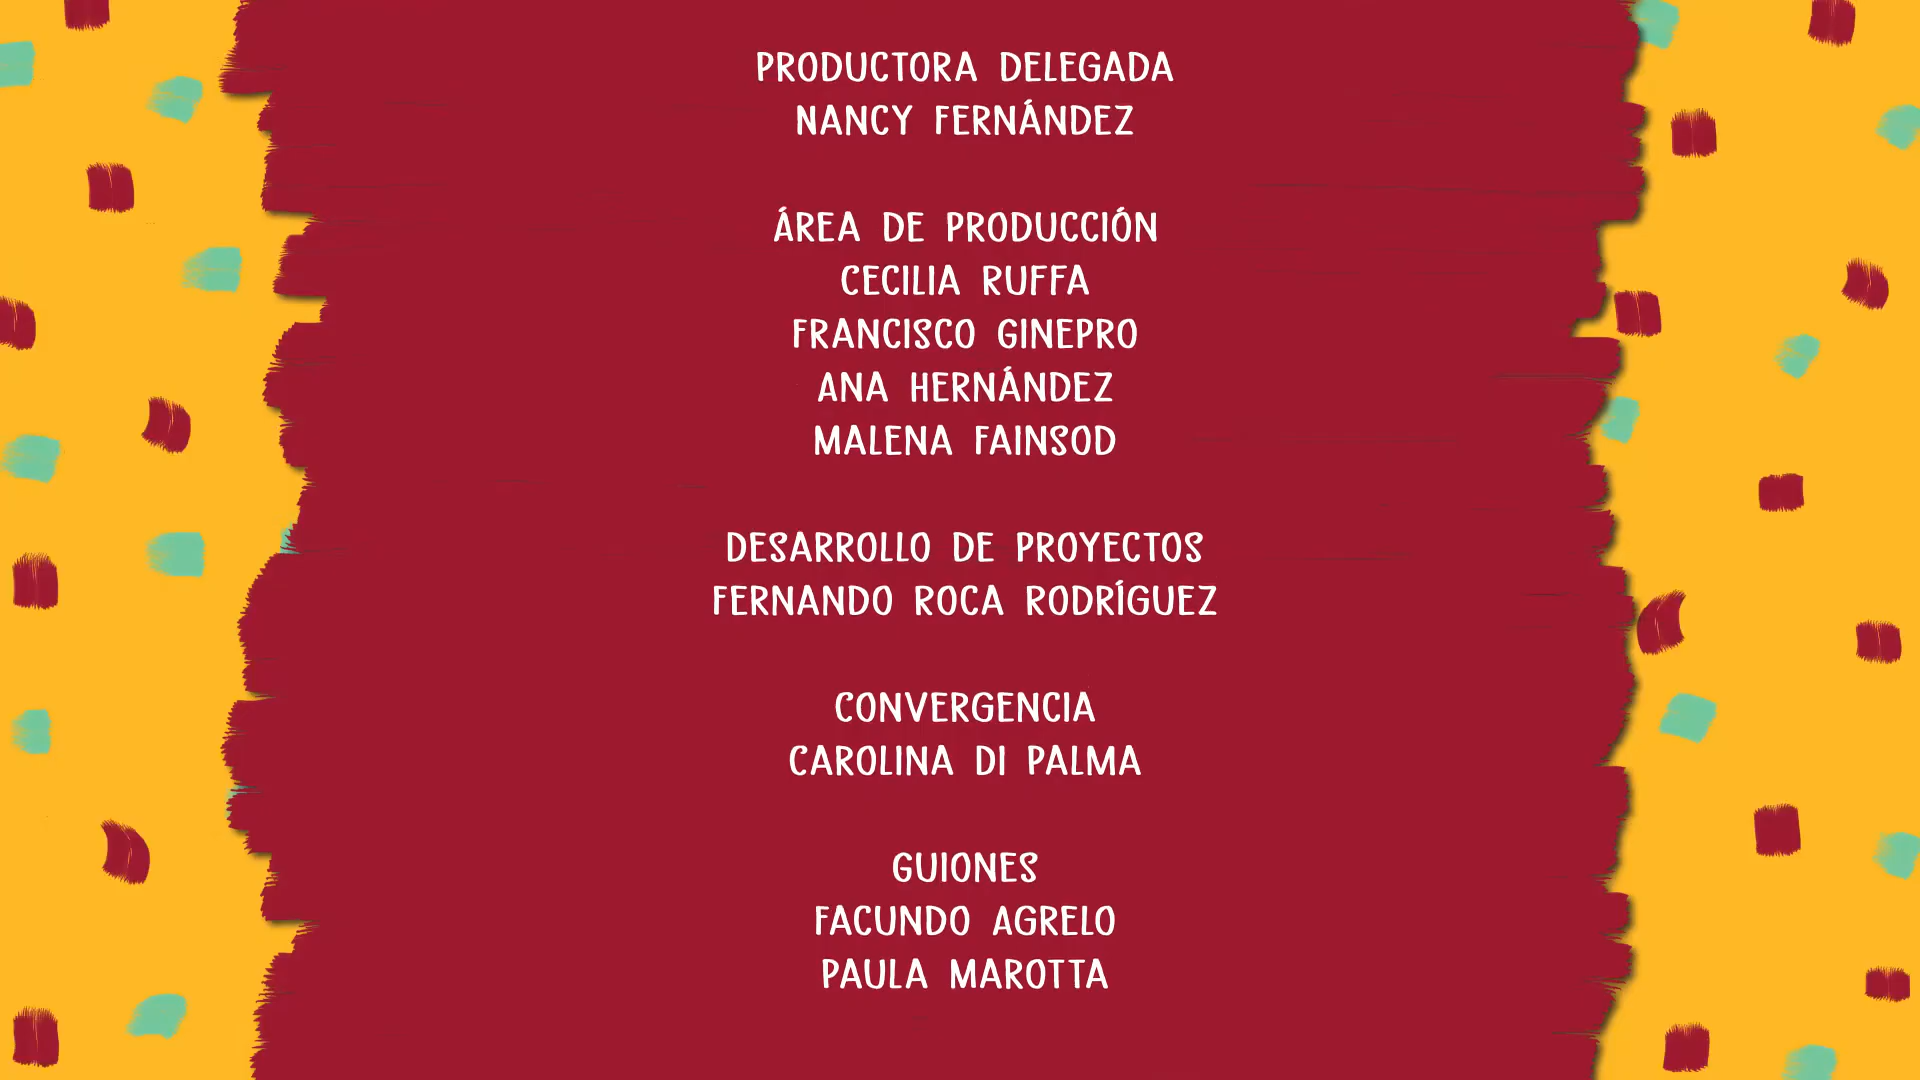 PRODUCTORA DELEGADA
NANCY FERNÁNDEZ
ÁREA DE PRODUCCIÓN
CECILIA RUFFA
FRANCISCO GINEPRO
ANA HERNÁNDEZ
MALENA FAINSOD
DESARROLLO DE PROYECTOS
FERNANDO ROCA RODRÍGUEZ
CONVERGENCIA
CAROLINA DI PALMA
GUIONES
FACUNDO AGRELO
PAULA MAROTTA